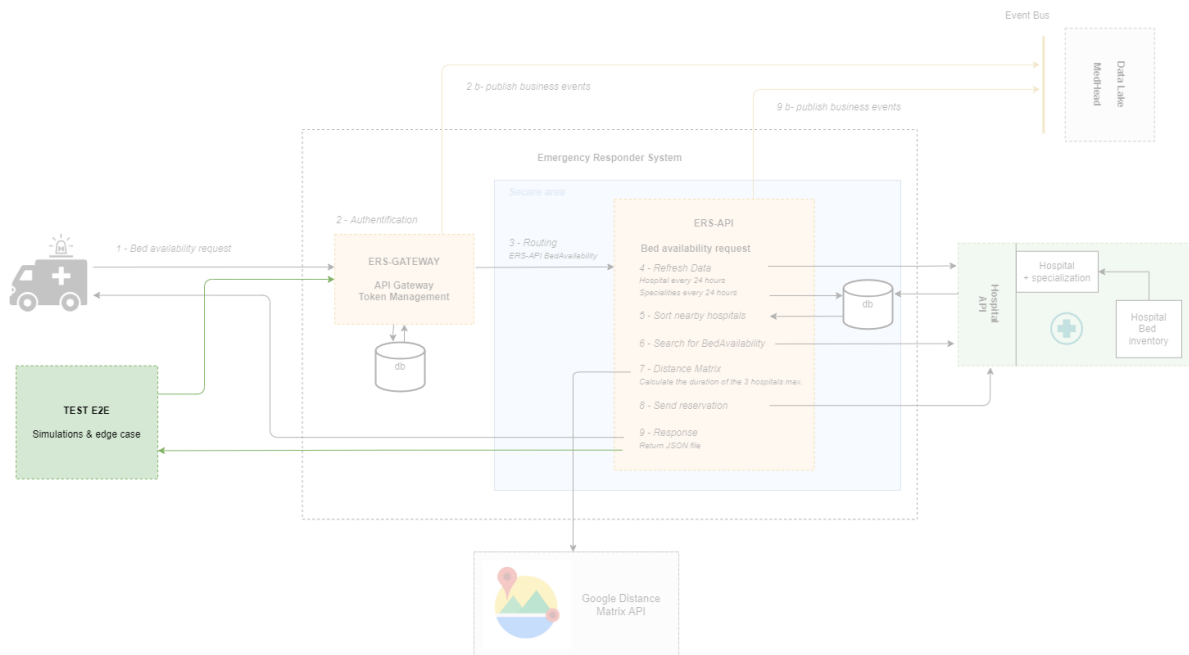 Event Bus
Data Lake
MedHead
2.b- publish business events
9 b- publish business events
Emergency Responder System
Secure area
2 - Authentification
1 - Bed availability request
ERS-GATEWAY
API Gateway
Token Management
db
3 - Routing
ERS-API BedAvailability
ERS-API
Bed availability request
4 - Refresh Data
Hospital every 24 hours
Specialities every 24 hours
5 - Sort nearby hospitals
6 - Search for BedAvailability
7 - Distance Matrix
Calculate the duration of the 3 hospitals max.
8 - Send reservation
9 - Response
Return JSON file
db
Hospital
API
Hospital
+ specialization
Hospital
Bed
inventory
TEST E2E
Simulations & edge case
Google Distance
Matrix API